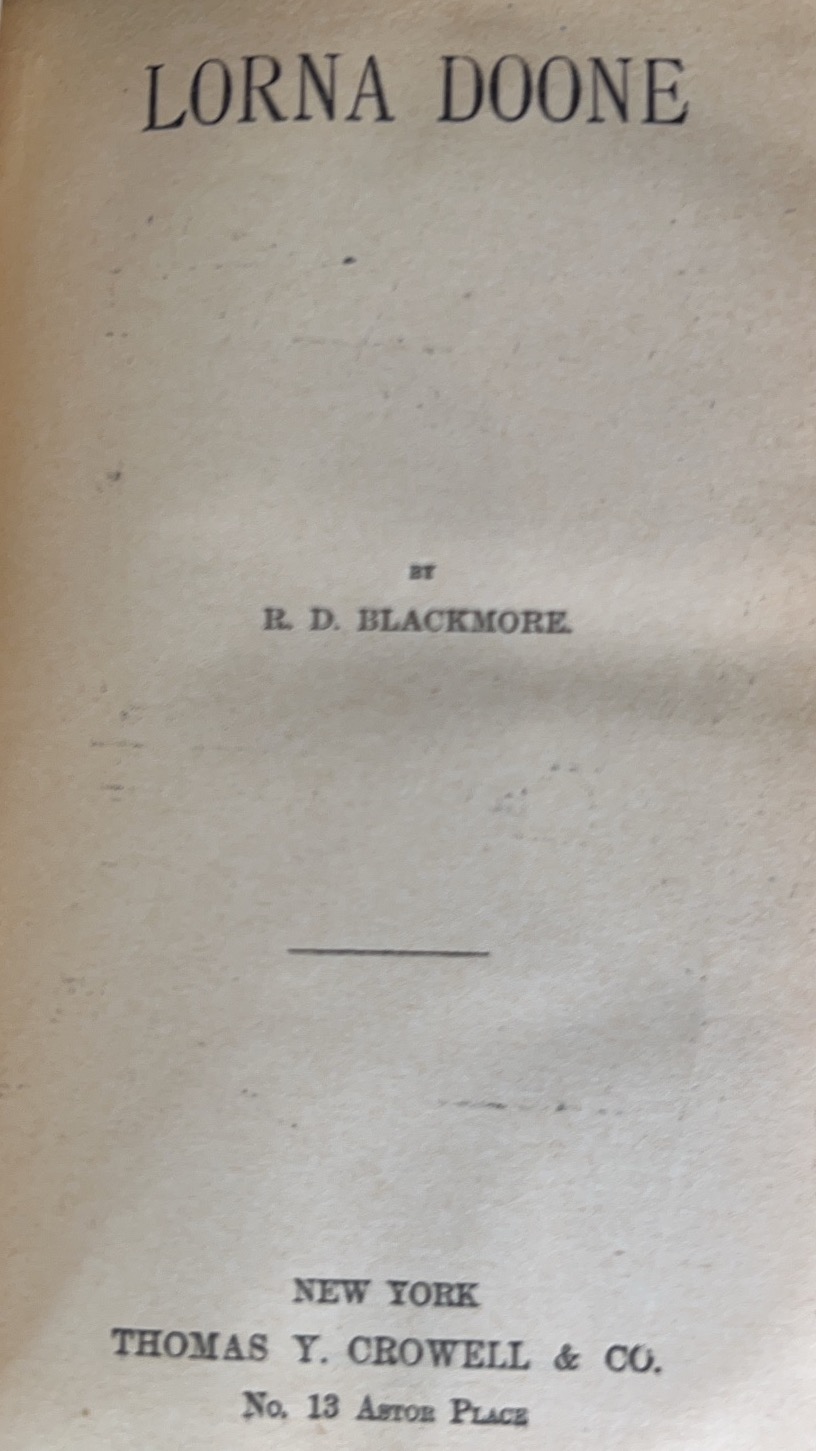 LORNA DOONE
BY
R. D. BLACKMORE.
NEW YORK
THOMAS Y. CROWELL & CO.
No. 13 Astor Place